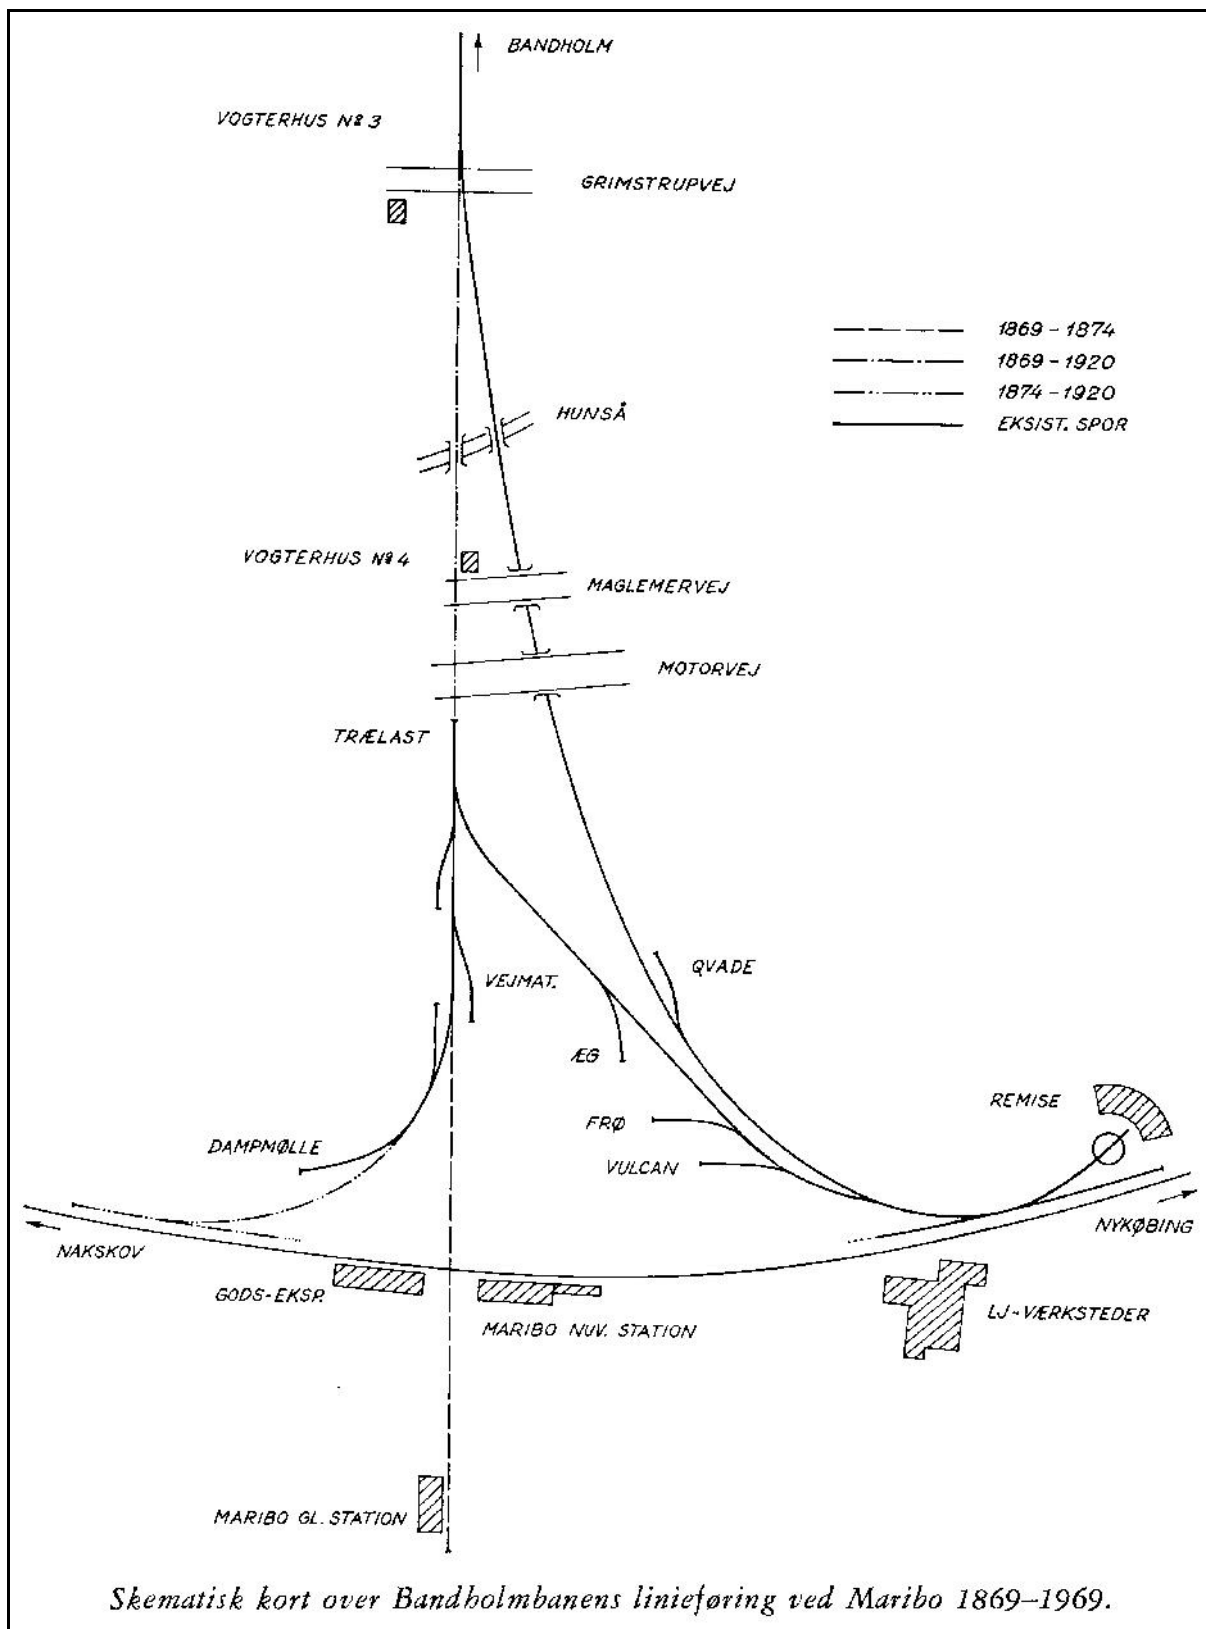 BANDHOLM
VOGTERHUS Nº 3
GRIMSTRUPVEJ
1869 - 1874
1869 - 1920
1874 - 1920
EKSIST. SPOR
HUNSÅ
VOGTERHUS Nº 4
MAGLEMERVEJ
MOTORVEJ
TRÆLAST
QVADE
VEJMAT.
ÆG
REMISE
FRØ
DAMPMØLLE
VULCAN
NYKØBING
NAKSKOV
GODS-EKSP.
LJ-VÆRKSTEDER
MARIBO NUV. STATION
MARIBO GL. STATION
Skematisk kort over Bandholmbanens linieføring ved Maribo 1869–1969.